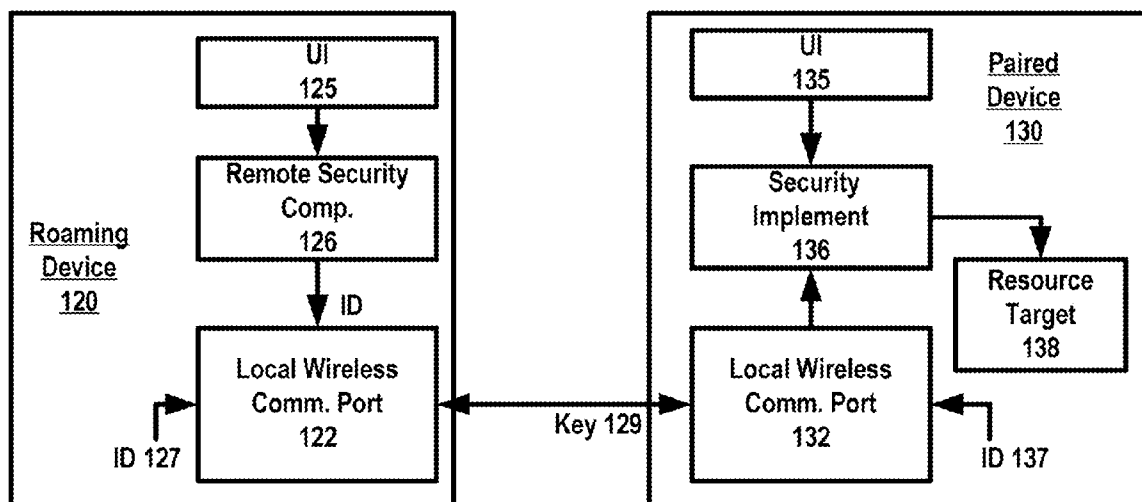 UI
125
Remote Security
Comp.
126
Roaming
Device
120
ID
Local Wireless
Comm. Port
122
ID 127
Key 129
UI
135
Paired
Device
130
Security
Implement
136
Resource
Target
138
Local Wireless
Comm. Port
132
ID 137